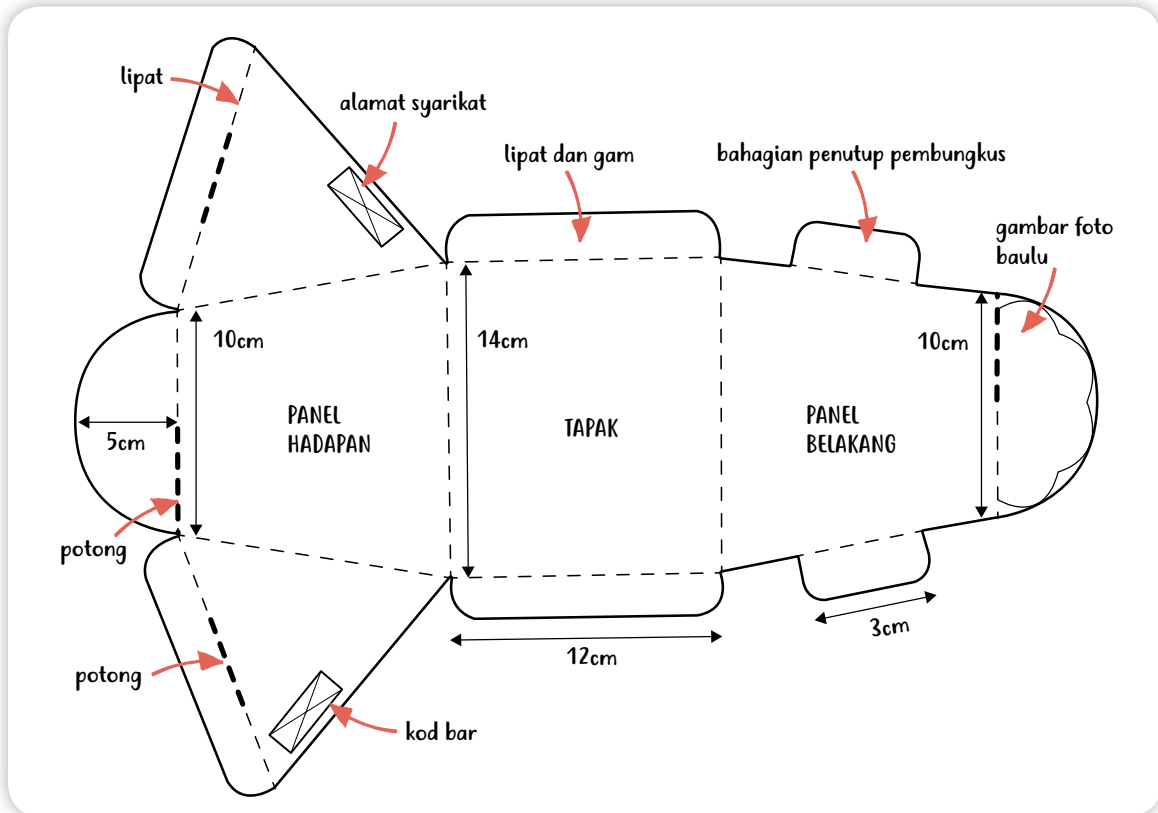 lipat
alamat syarikat
lipat dan gam
bahagian penutup pembungkus
gambar foto
baulu
10cm
14cm
10cm
5cm
PANEL
HADAPAN
TAPAK
PANEL
BELAKANG
potong
3cm
12cm
potong
kod bar